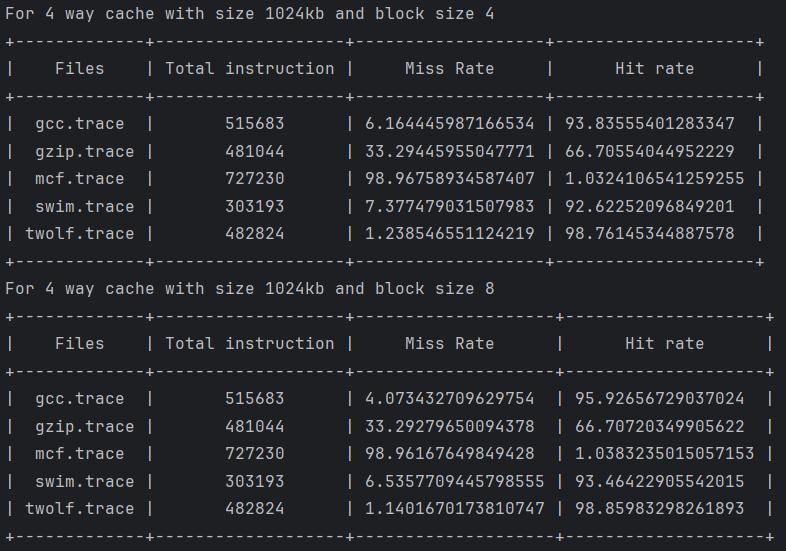 For 4 way cache with size 1024kb and block size 4
+-------------+-------------------+--------------------+--------------------+
|    Files    | Total instruction |     Miss Rate      |      Hit rate      |
+-------------+-------------------+--------------------+--------------------+
|  gcc.trace  |       515683      | 6.164445987166534  | 93.83555401283347  |
|  gzip.trace |       481044      | 33.29445955047771  | 66.70554044952229  |
|  mcf.trace  |       727230      | 98.96758934587407  | 1.0324106541259255 |
|  swim.trace |       303193      | 7.377479031507983  | 92.62252096849201  |
| twolf.trace |       482824      | 1.238546551124219  | 98.76145344887578  |
+-------------+-------------------+--------------------+--------------------+
For 4 way cache with size 1024kb and block size 8
+-------------+-------------------+--------------------+--------------------+
|    Files    | Total instruction |     Miss Rate      |      Hit rate      |
+-------------+-------------------+--------------------+--------------------+
|  gcc.trace  |       515683      | 4.073432709629754  | 95.92656729037024  |
|  gzip.trace |       481044      | 33.29279650094378  | 66.70720349905622  |
|  mcf.trace  |       727230      | 98.96167649849428  | 1.0383235015057153 |
|  swim.trace |       303193      | 6.5357709445798555 | 93.46422905542015  |
| twolf.trace |       482824      | 1.1401670173810747 | 98.85983298261893  |
+-------------+-------------------+--------------------+--------------------+